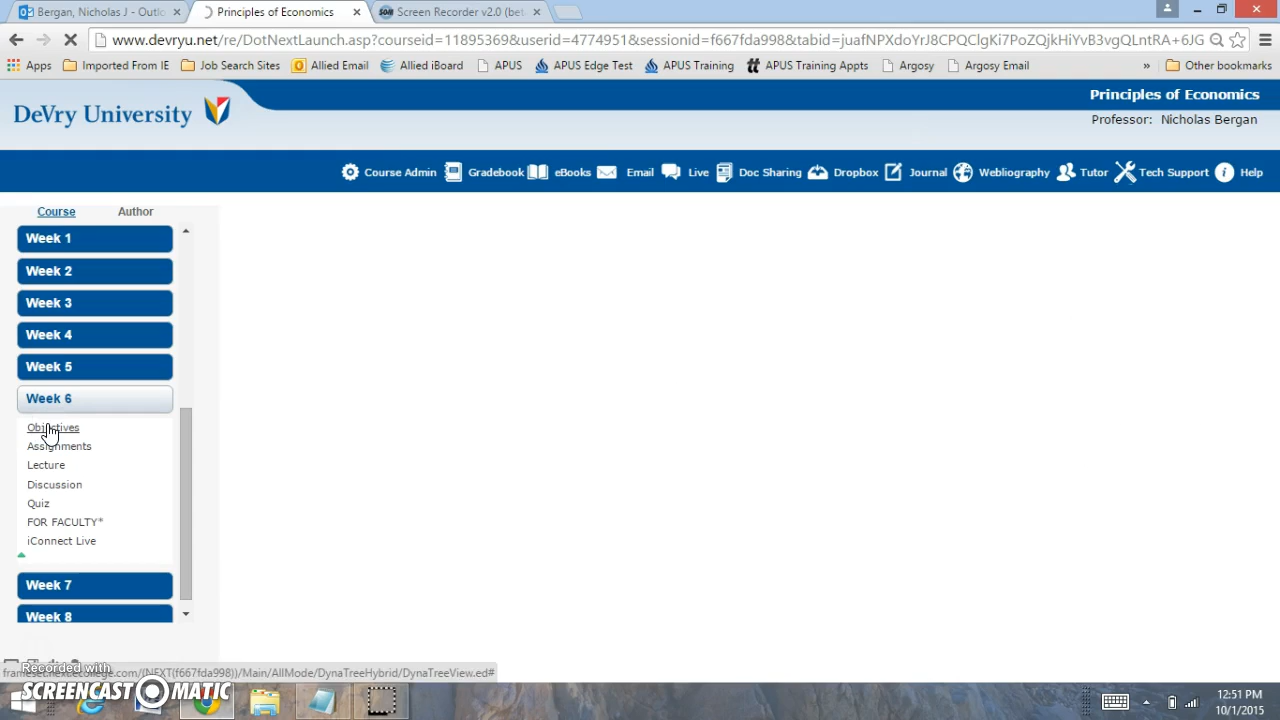 Bergan, Nicholas J - Outlo
Principles of Economics
Screen Recorder v2.0 (bet
www.devryu.net/re/DotNextLaunch.asp?courseid=11895369&userid=4774951&sessionid=f667fda998&tabid=juafNPXdoYrJ8CPQClgKi7PoZQjkHiYvB3vgQLntRA+6JG
Apps Imported From IE Job Search Sites Allied Email Allied iBoard APUS APUS Edge Test APUS Training APUS Training Appts Argosy Argosy Email » Other bookmarks
DeVry University
Principles of Economics
Professor: Nicholas Bergan
Course Admin Gradebook eBooks Email Live Doc Sharing Dropbox Journal Webliography Tutor Tech Support Help
Course Author
Week 1
Week 2
Week 3
Week 4
Week 5
Week 6
Objectives
Assignments
Lecture
Discussion
Quiz
FOR FACULTY*
iConnect Live
Week 7
Week 8
Recorded with
SCREENCAST MATIC
12:51 PM
10/1/2015